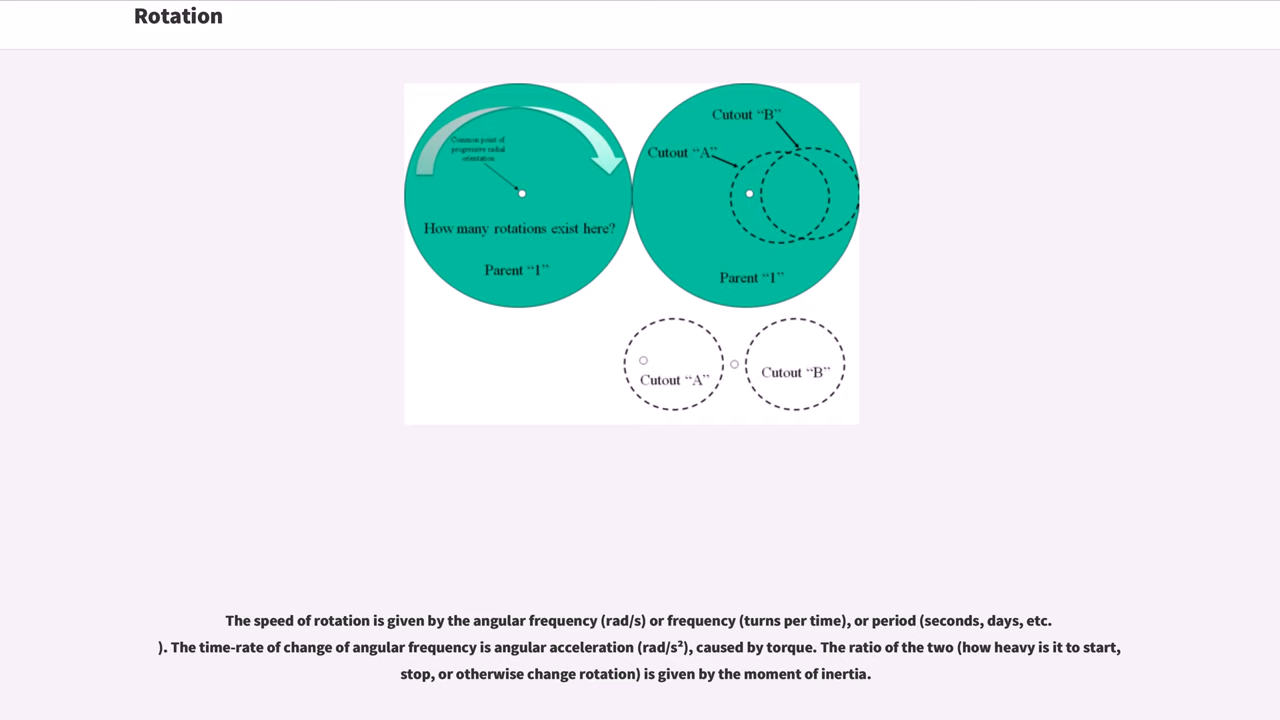 Rotation
Cutout “B”
Cutout “A”
Common point of
progressive radial
orientation
How many rotations exist here?
Parent “1”
Parent “1”
Cutout “A”
Cutout “B”
The speed of rotation is given by the angular frequency (rad/s) or frequency (turns per time), or period (seconds, days, etc.
). The time-rate of change of angular frequency is angular acceleration (rad/s²), caused by torque. The ratio of the two (how heavy is it to start,
stop, or otherwise change rotation) is given by the moment of inertia.